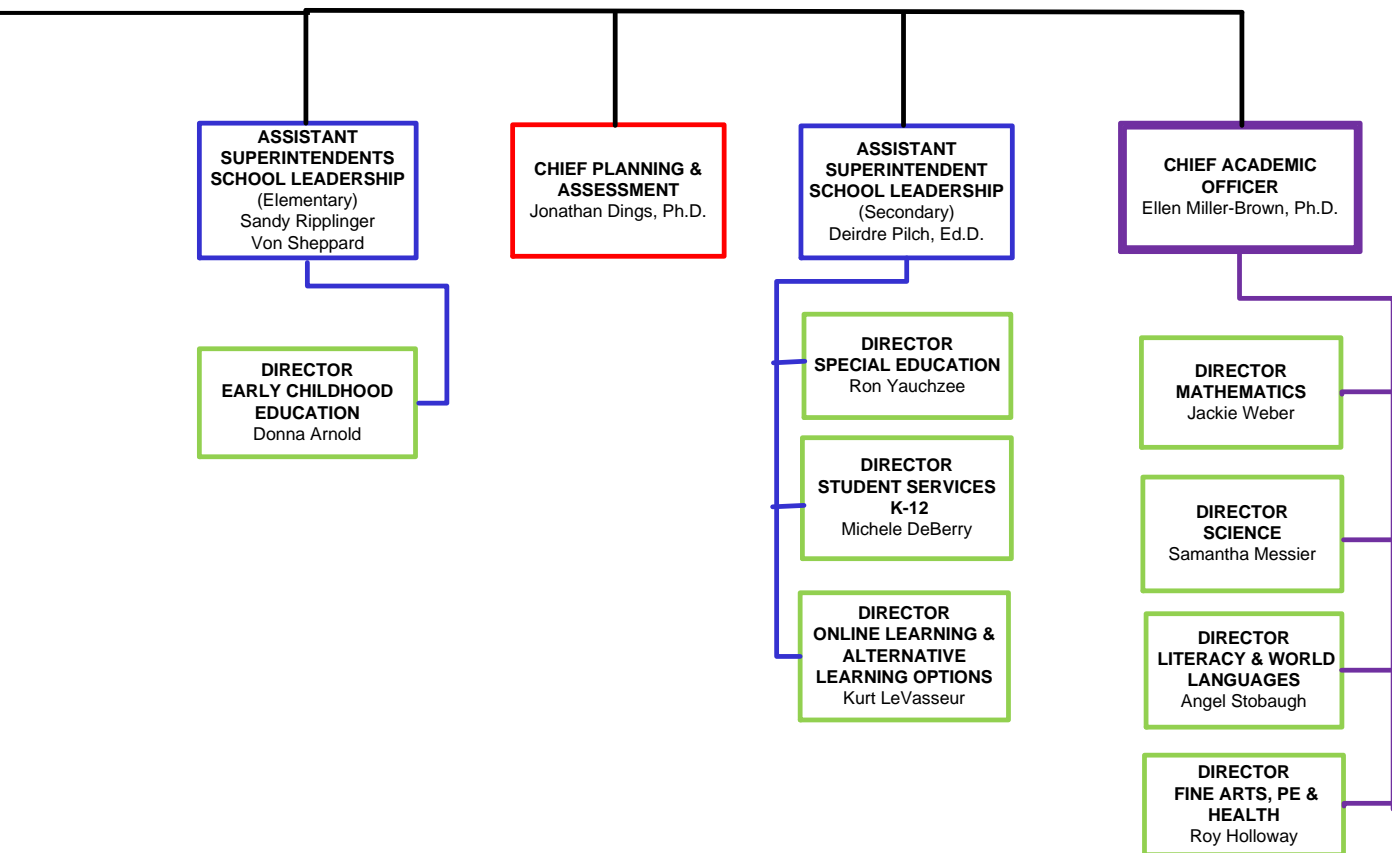 ASSISTANT
SUPERINTENDENTS
SCHOOL LEADERSHIP
(Elementary)
Sandy Ripplinger
Von Sheppard
CHIEF PLANNING &
ASSESSMENT
Jonathan Dings, Ph.D.
ASSISTANT
SUPERINTENDENT
SCHOOL LEADERSHIP
(Secondary)
Deirdre Pilch, Ed.D.
CHIEF ACADEMIC
OFFICER
Ellen Miller-Brown, Ph.D.
DIRECTOR
EARLY CHILDHOOD
EDUCATION
Donna Arnold
DIRECTOR
SPECIAL EDUCATION
Ron Yauchzee
DIRECTOR
STUDENT SERVICES
K-12
Michele DeBerry
DIRECTOR
ONLINE LEARNING &
ALTERNATIVE
LEARNING OPTIONS
Kurt LeVasseur
DIRECTOR
MATHEMATICS
Jackie Weber
DIRECTOR
SCIENCE
Samantha Messier
DIRECTOR
LITERACY & WORLD
LANGUAGES
Angel Stobaugh
DIRECTOR
FINE ARTS, PE &
HEALTH
Roy Holloway